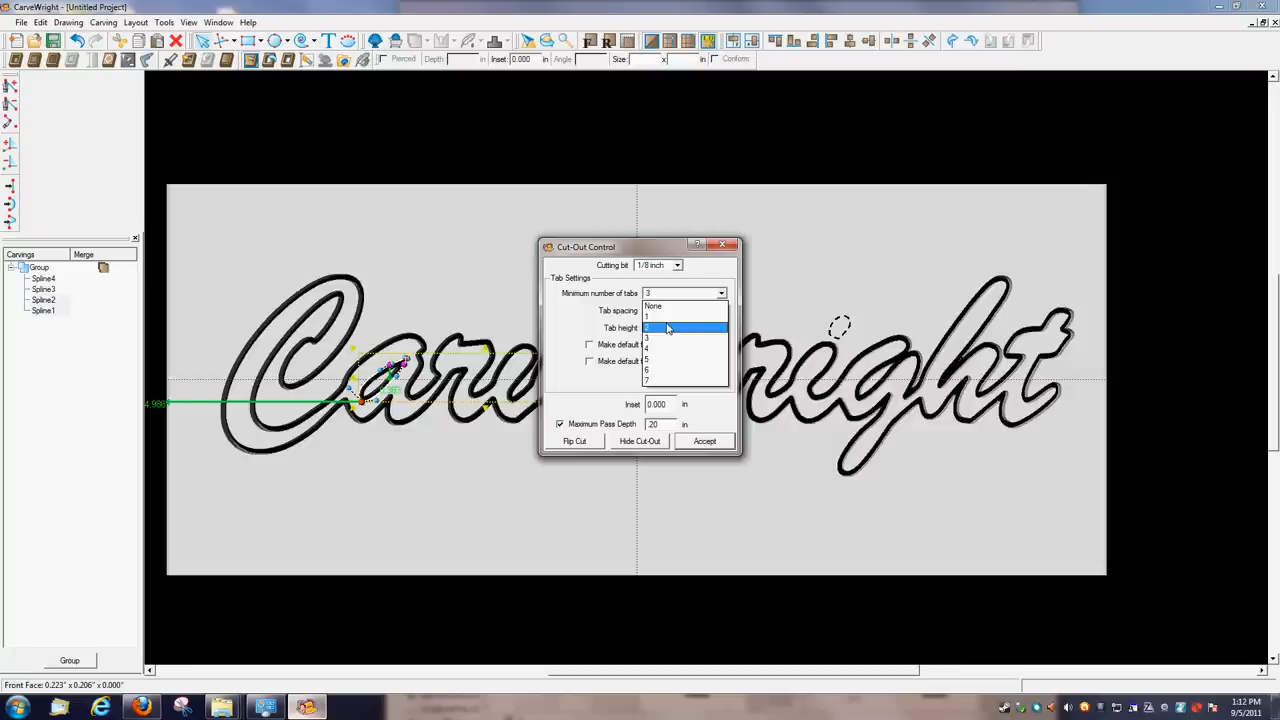 CarveWright - [Untitled Project]
File Edit Drawing Carving Layout Tools View Window Help
Pierced Depth: in Inset: 0.000 in Angle Size: x in Conform
Carvings Merge
Group
Spline4
Spline3
Spline2
Spline1
Group
Carving
right
4.986
Cut-Out Control
Cutting bit 1/8 inch
Tab Settings
Minimum number of tabs 3
None
Tab spacing 1
Tab height 2
3
Make default 4
5
Make default 6
7
Inset 0.000 in
Maximum Pass Depth .20 in
Flip Cut Hide Cut-Out Accept
Front Face: 0.223" x 0.206" x 0.000"
1:12 PM
9/5/2011